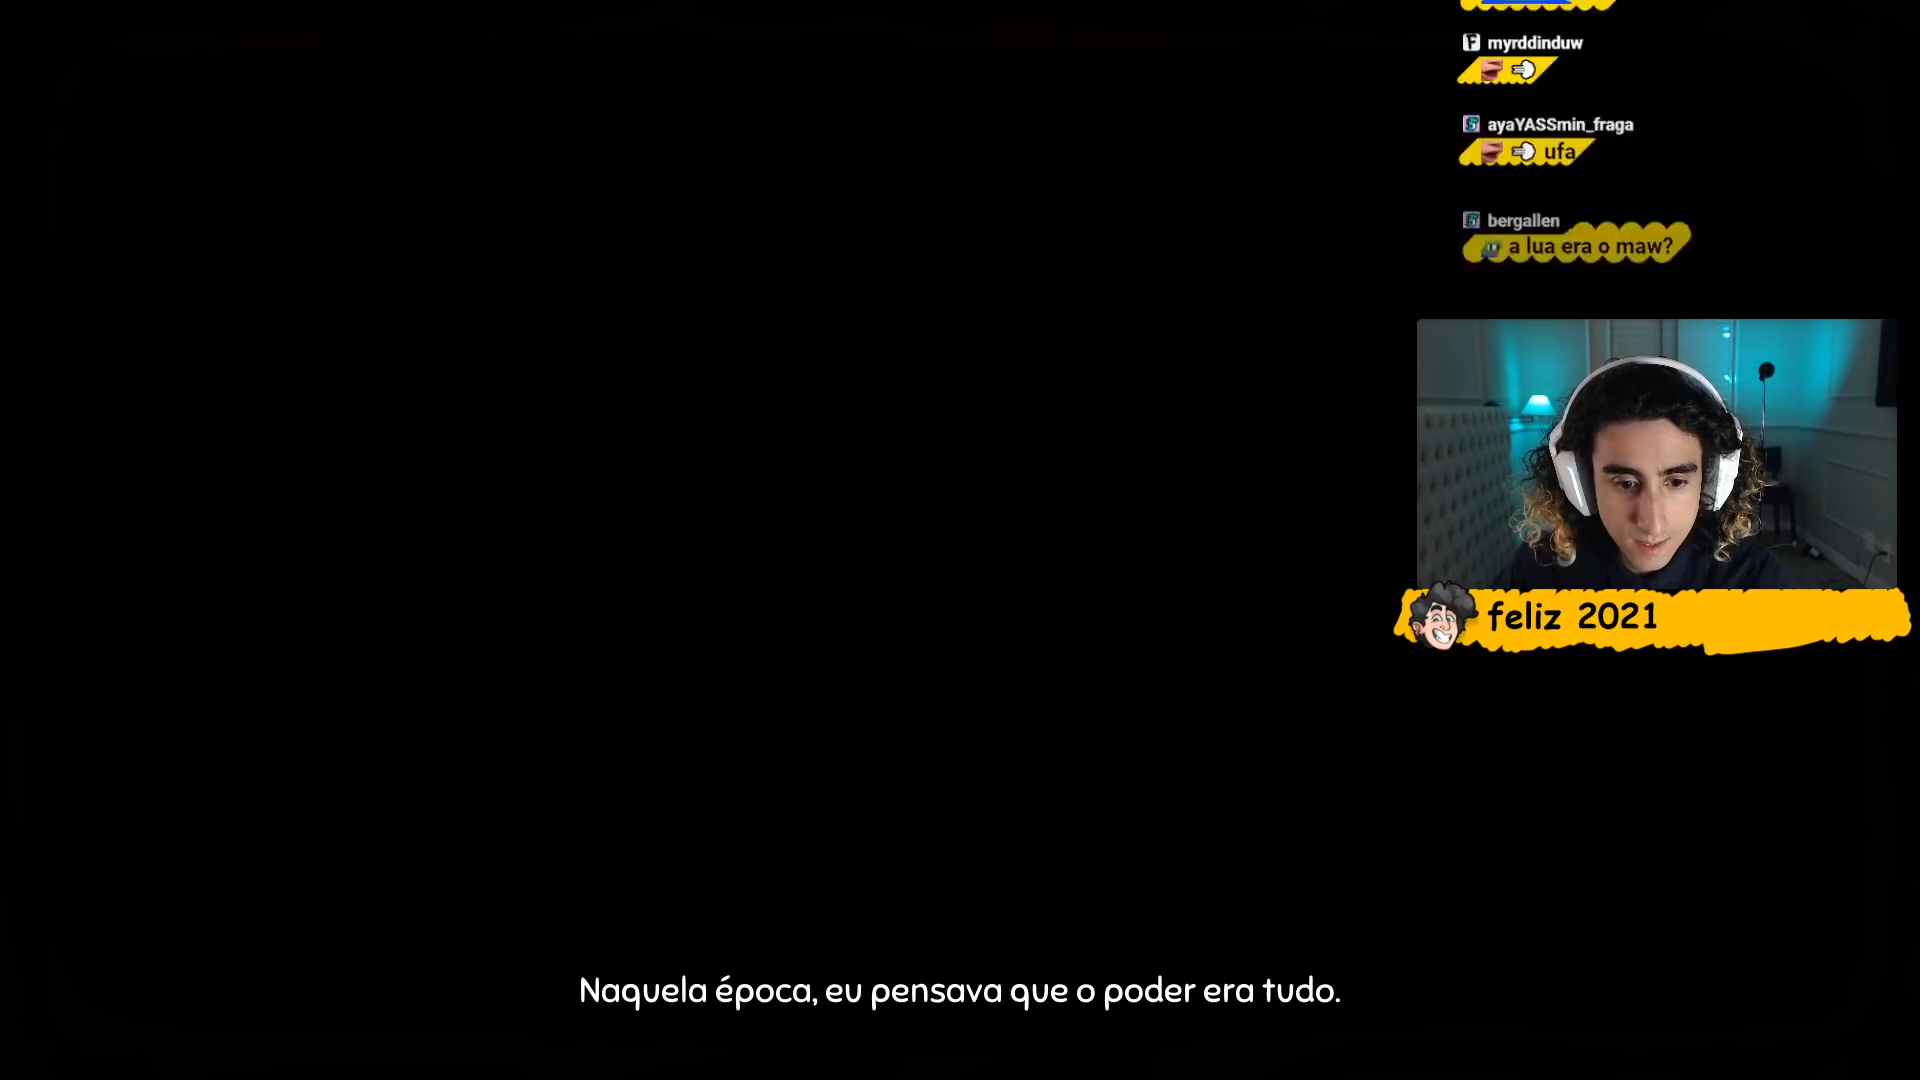 myrddinduw
ayaYASSmin_fraga
ufa
bergallen
a lua era o maw?
feliz 2021
Naquela época, eu pensava que o poder era tudo.